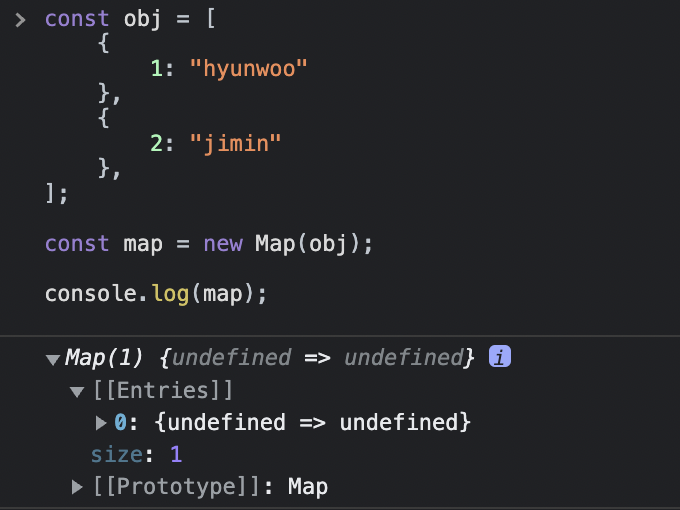 > const obj = [
{
1: "hyunwoo"
},
{
2: "jimin"
},
];
const map = new Map(obj);
console.log(map);
▼Map(1) {undefined => undefined} i
▼[[Entries]]
▶0: {undefined => undefined}
size: 1
▶[[Prototype]]: Map